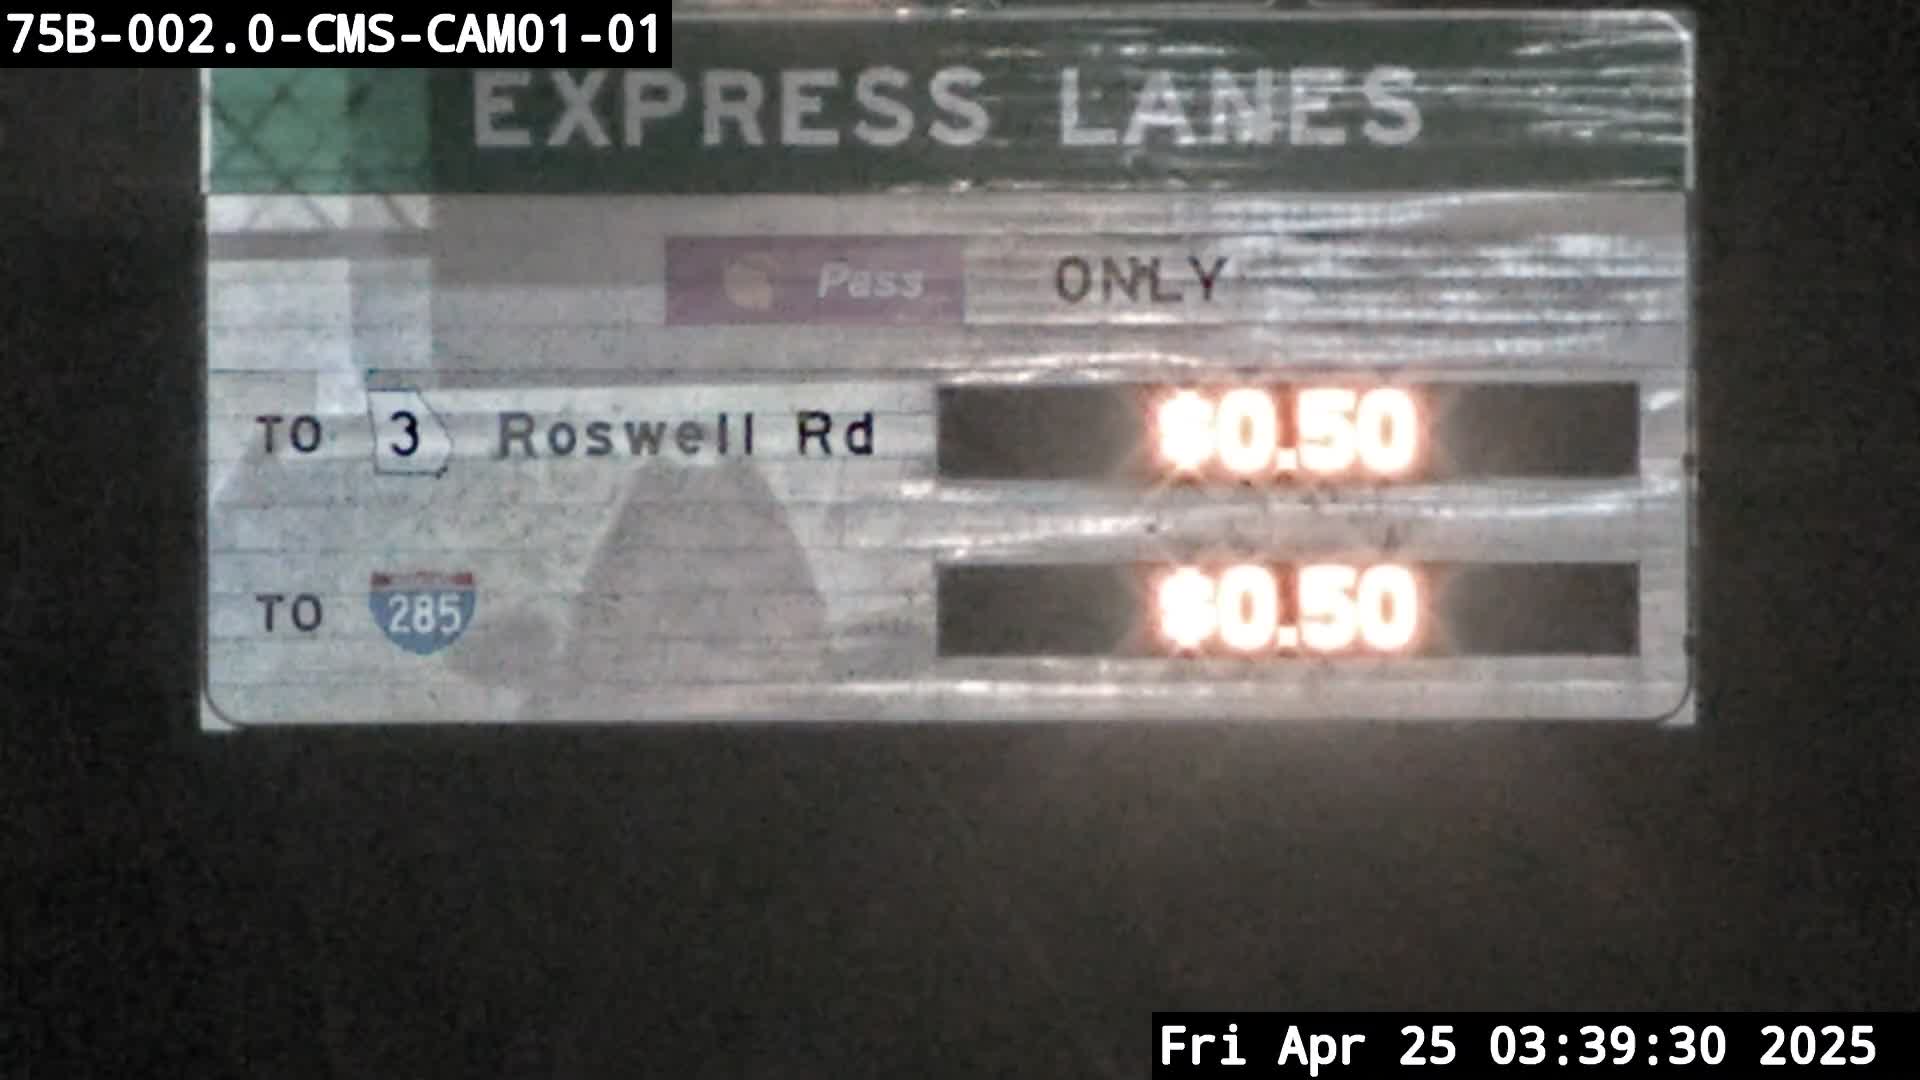 75B-002.0-CMS-CAM01-01
EXPRESS LANES
Pass ONLY
TO 3 Roswell Rd $0.50
TO 285 $0.50
Fri Apr 25 03:39:30 2025